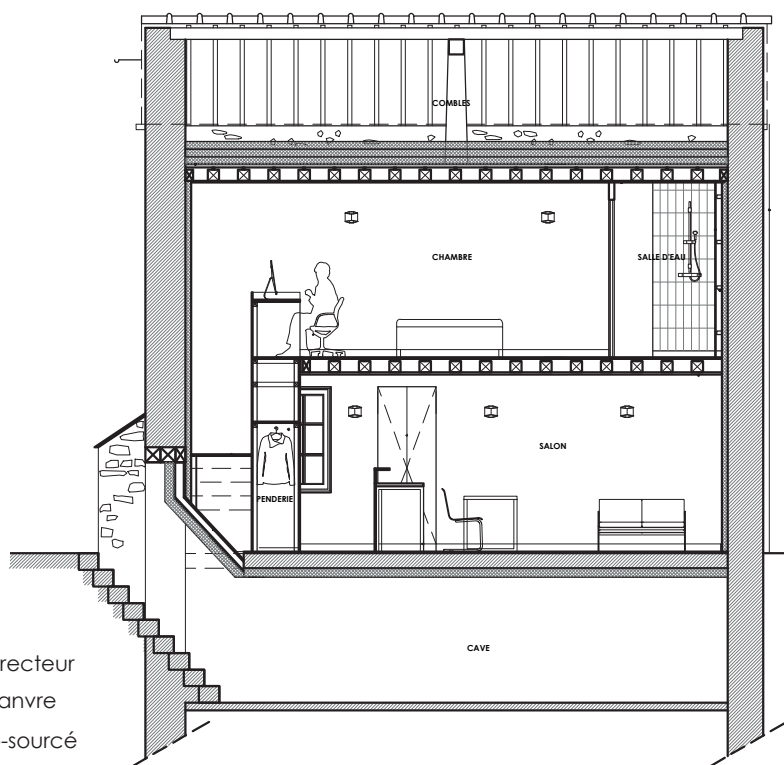 COMBLES
CHAMBRE
SALLE D'EAU
SALON
PENDERIE
CAVE
recteur
anvre
-sourcé